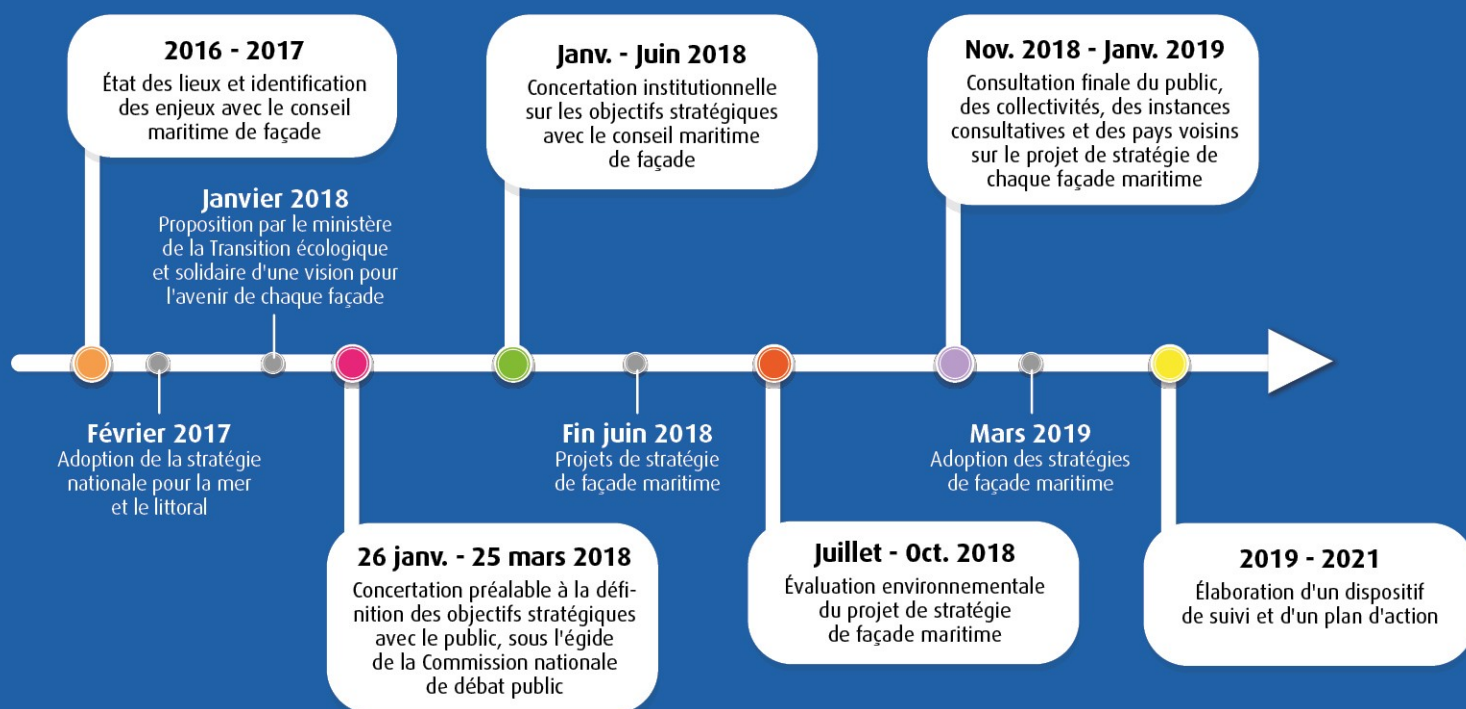 2016 - 2017
État des lieux et identification
des enjeux avec le conseil
maritime de façade
Février 2017
Adoption de la stratégie
nationale pour la mer
et le littoral
Janvier 2018
Proposition par le ministère
de la Transition écologique
et solidaire d'une vision pour
l'avenir de chaque façade
26 janv. - 25 mars 2018
Concertation préalable à la défi-
nition des objectifs stratégiques
avec le public, sous l'égide
de la Commission nationale
de débat public
Janv. - Juin 2018
Concertation institutionnelle
sur les objectifs stratégiques
avec le conseil maritime
de façade
Fin juin 2018
Projets de stratégie
de façade maritime
Juillet - Oct. 2018
Évaluation environnementale
du projet de stratégie
de façade maritime
Nov. 2018 - Janv. 2019
Consultation finale du public,
des collectivités, des instances
consultatives et des pays voisins
sur le projet de stratégie de
chaque façade maritime
Mars 2019
Adoption des stratégies
de façade maritime
2019 - 2021
Élaboration d'un dispositif
de suivi et d'un plan d'action